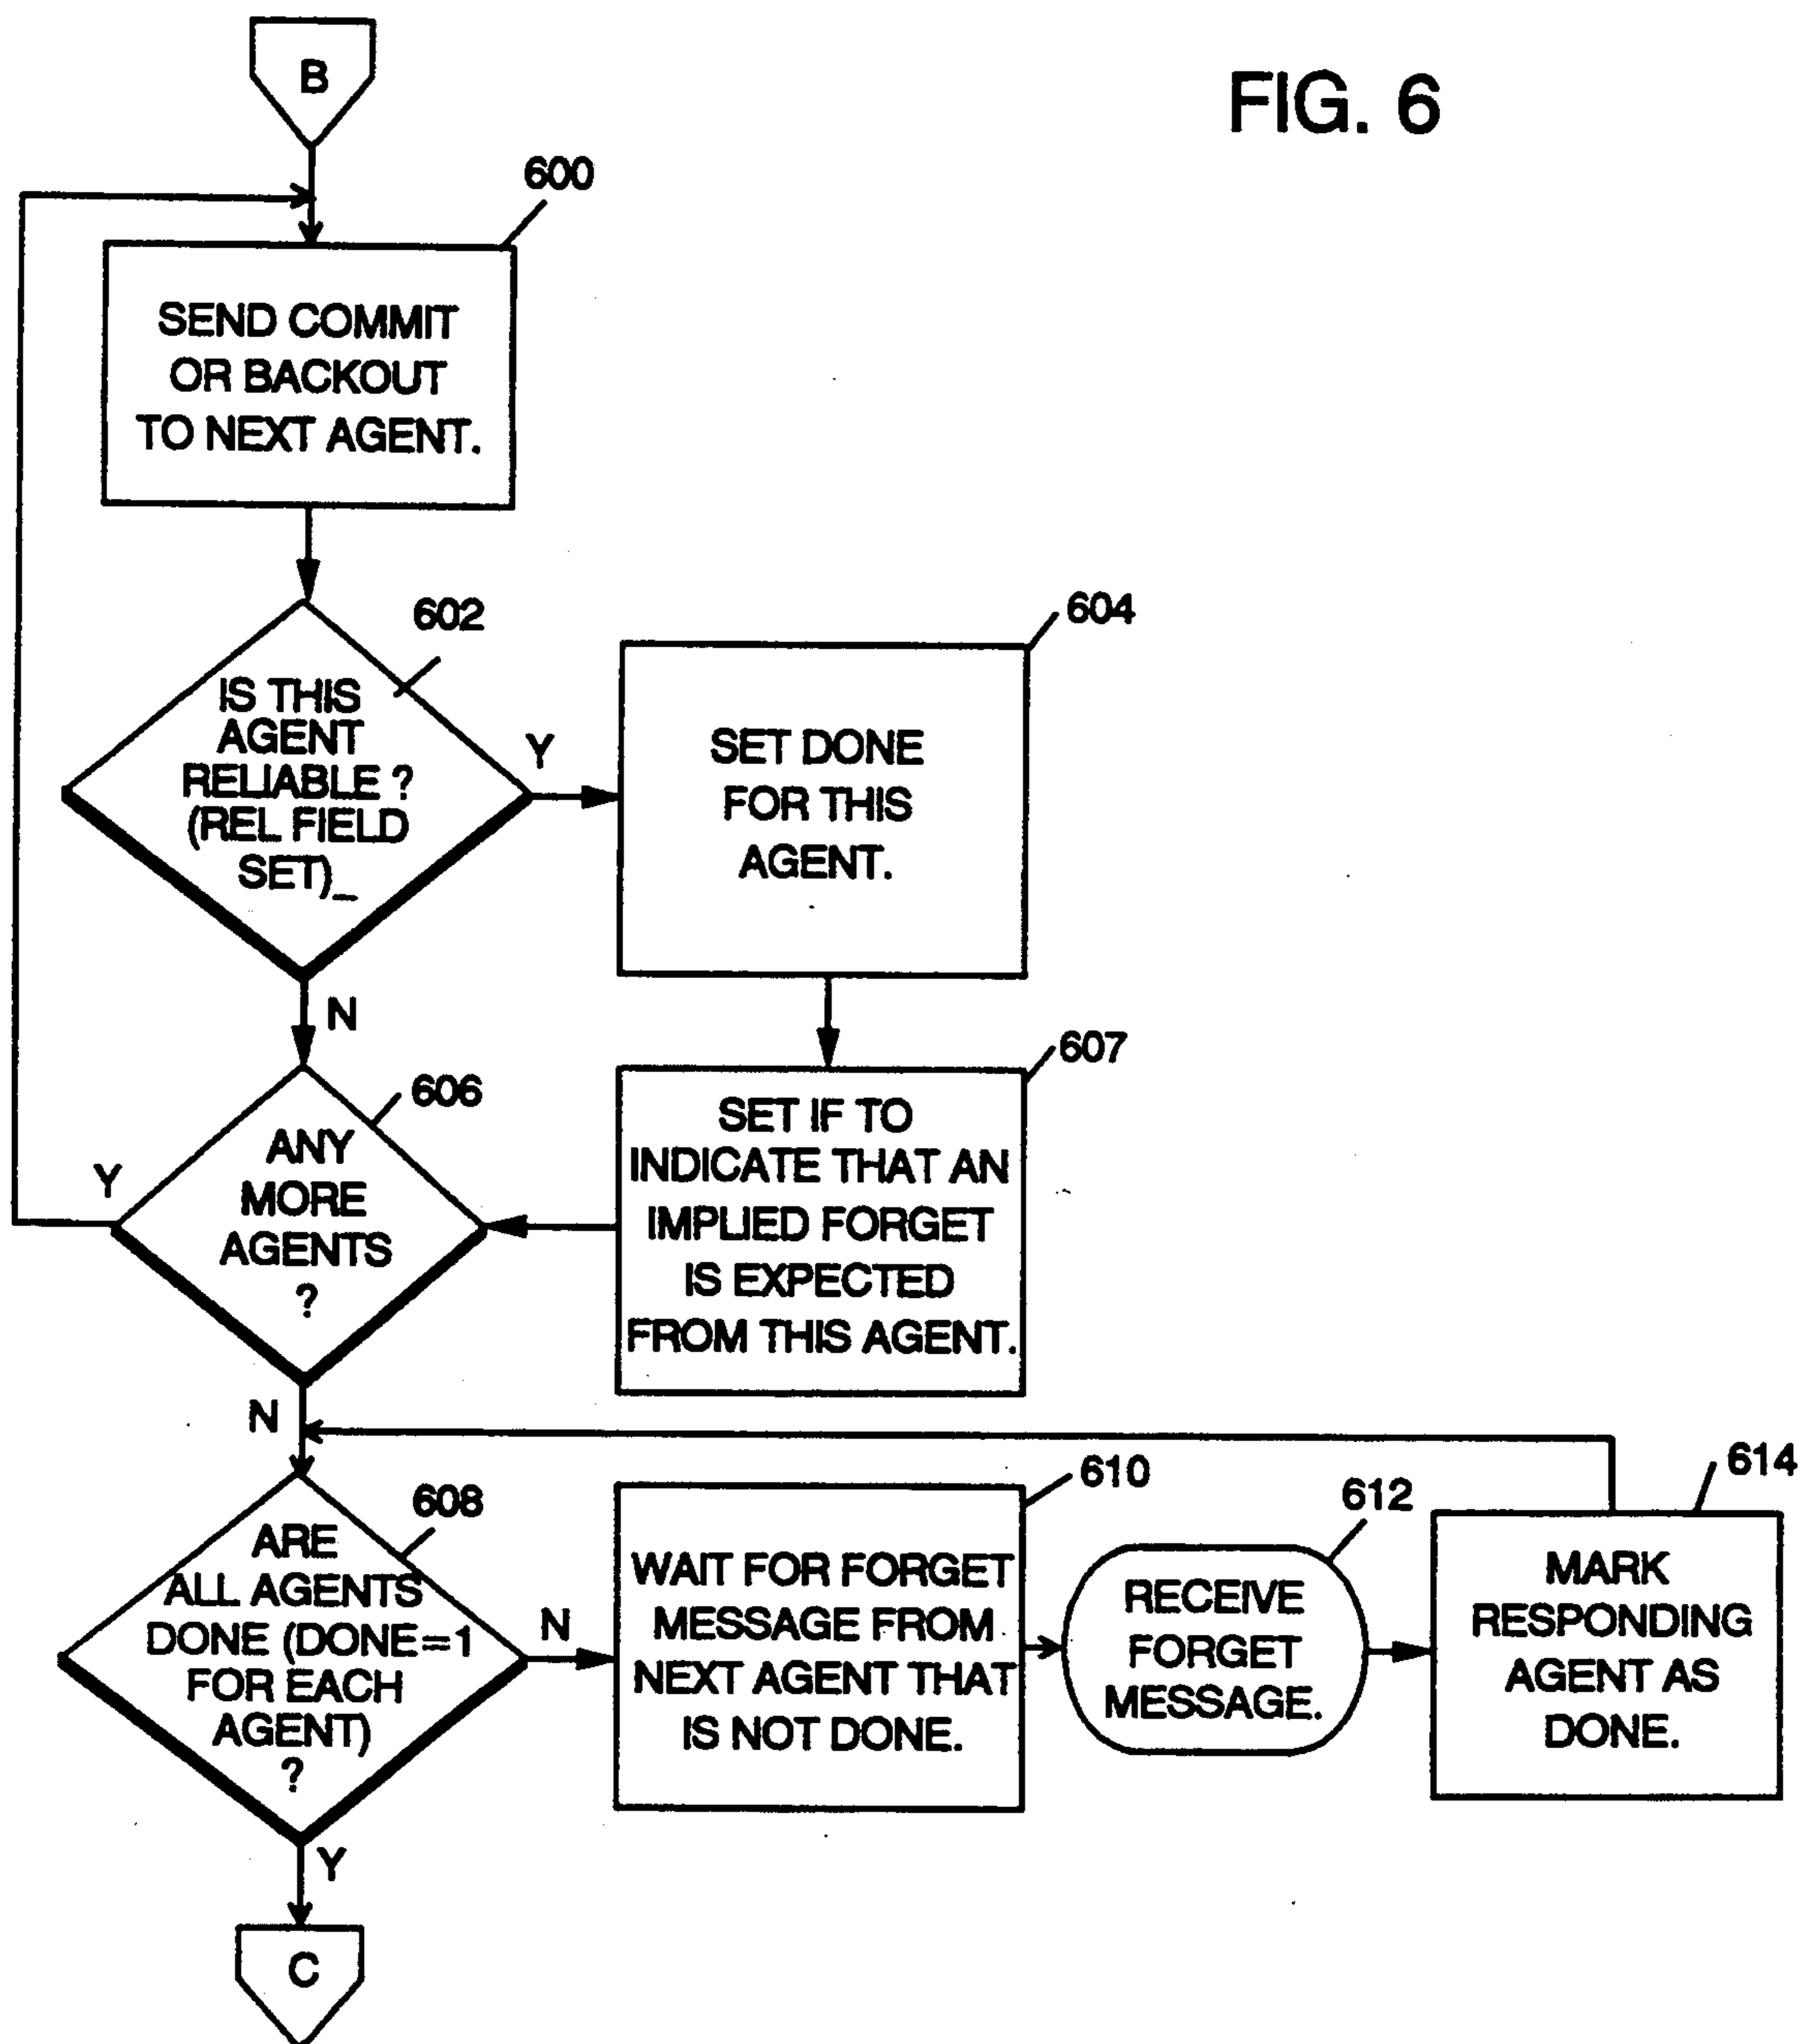 FIG. 6
B
600
SEND COMMIT
OR BACKOUT
TO NEXT AGENT.
602
IS THIS
AGENT
RELIABLE ?
(REL FIELD
SET)_
Y
N
604
SET DONE
FOR THIS
AGENT.
607
SET IF TO
INDICATE THAT AN
IMPLIED FORGET
IS EXPECTED
FROM THIS AGENT.
606
ANY
MORE
AGENTS
?
Y
N
608
ARE
ALL AGENTS
DONE (DONE=1
FOR EACH
AGENT)
?
N
Y
610
WAIT FOR FORGET
MESSAGE FROM
NEXT AGENT THAT
IS NOT DONE.
612
RECEIVE
FORGET
MESSAGE.
614
MARK
RESPONDING
AGENT AS
DONE.
C